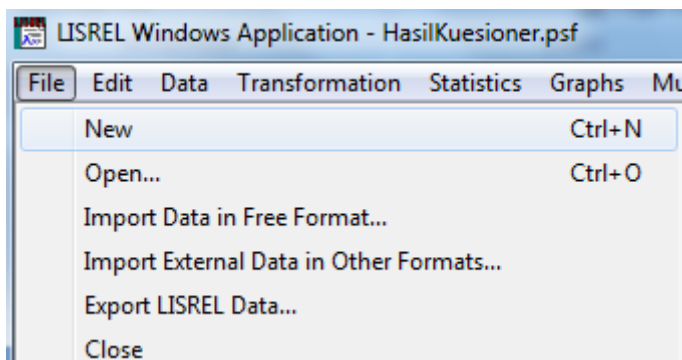 LISREL Windows Application - HasilKuesioner.psf
File Edit Data Transformation Statistics Graphs Mu
New Ctrl+N
Open... Ctrl+O
Import Data in Free Format...
Import External Data in Other Formats...
Export LISREL Data...
Close